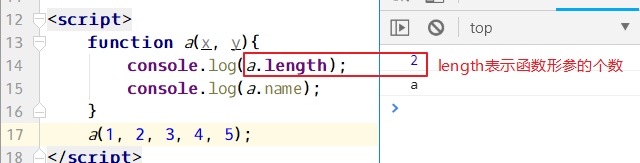 12 <script>
13 function a(x, y){
14 console.log(a.length);
15 console.log(a.name);
16 }
17 a(1, 2, 3, 4, 5);
18 </script>
top
2
length表示函数形参的个数
a